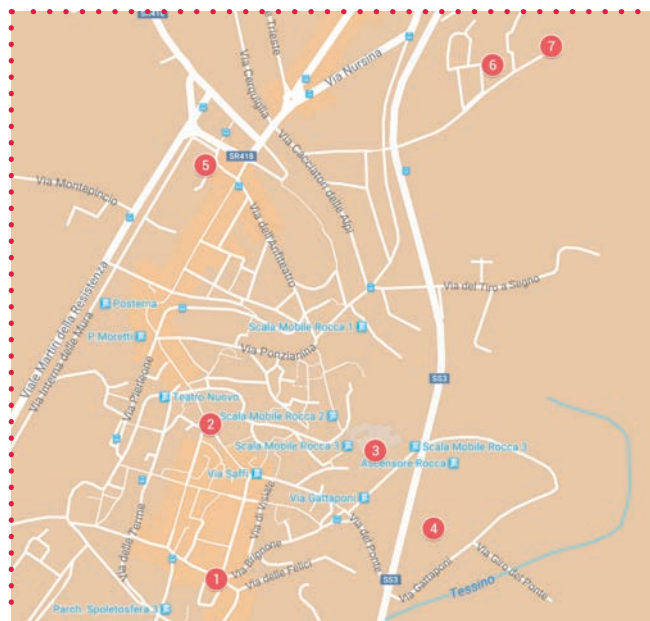 SR418
Via Cerquiglia
di Trieste
Via Nursina
7
6
Via Cacciatori delle Alpi
5
SR418
Via Montepincio
Via dell'Anfiteatro
Viale Martiri della Resistenza
Via Interna delle Mura
Posterna
P. Moretti
Scala Mobile Rocca 1
Via del Tiro a Segno
Via Ponzianina
Via Pierleone
Teatro Nuovo
SS3
2
Scala Mobile Rocca 2
Scala Mobile Rocca 3
3
Scala Mobile Rocca 3
Ascensore Rocca
Via Saffi
Via Gattaponi
Via di Visiale
Via delle Terme
4
Via del Ponte
Via Brignone
Via delle Felici
1
SS3
Via Gattaponi
Via Giro del Ponte
Tessino
Parch. Spoletosfera 3